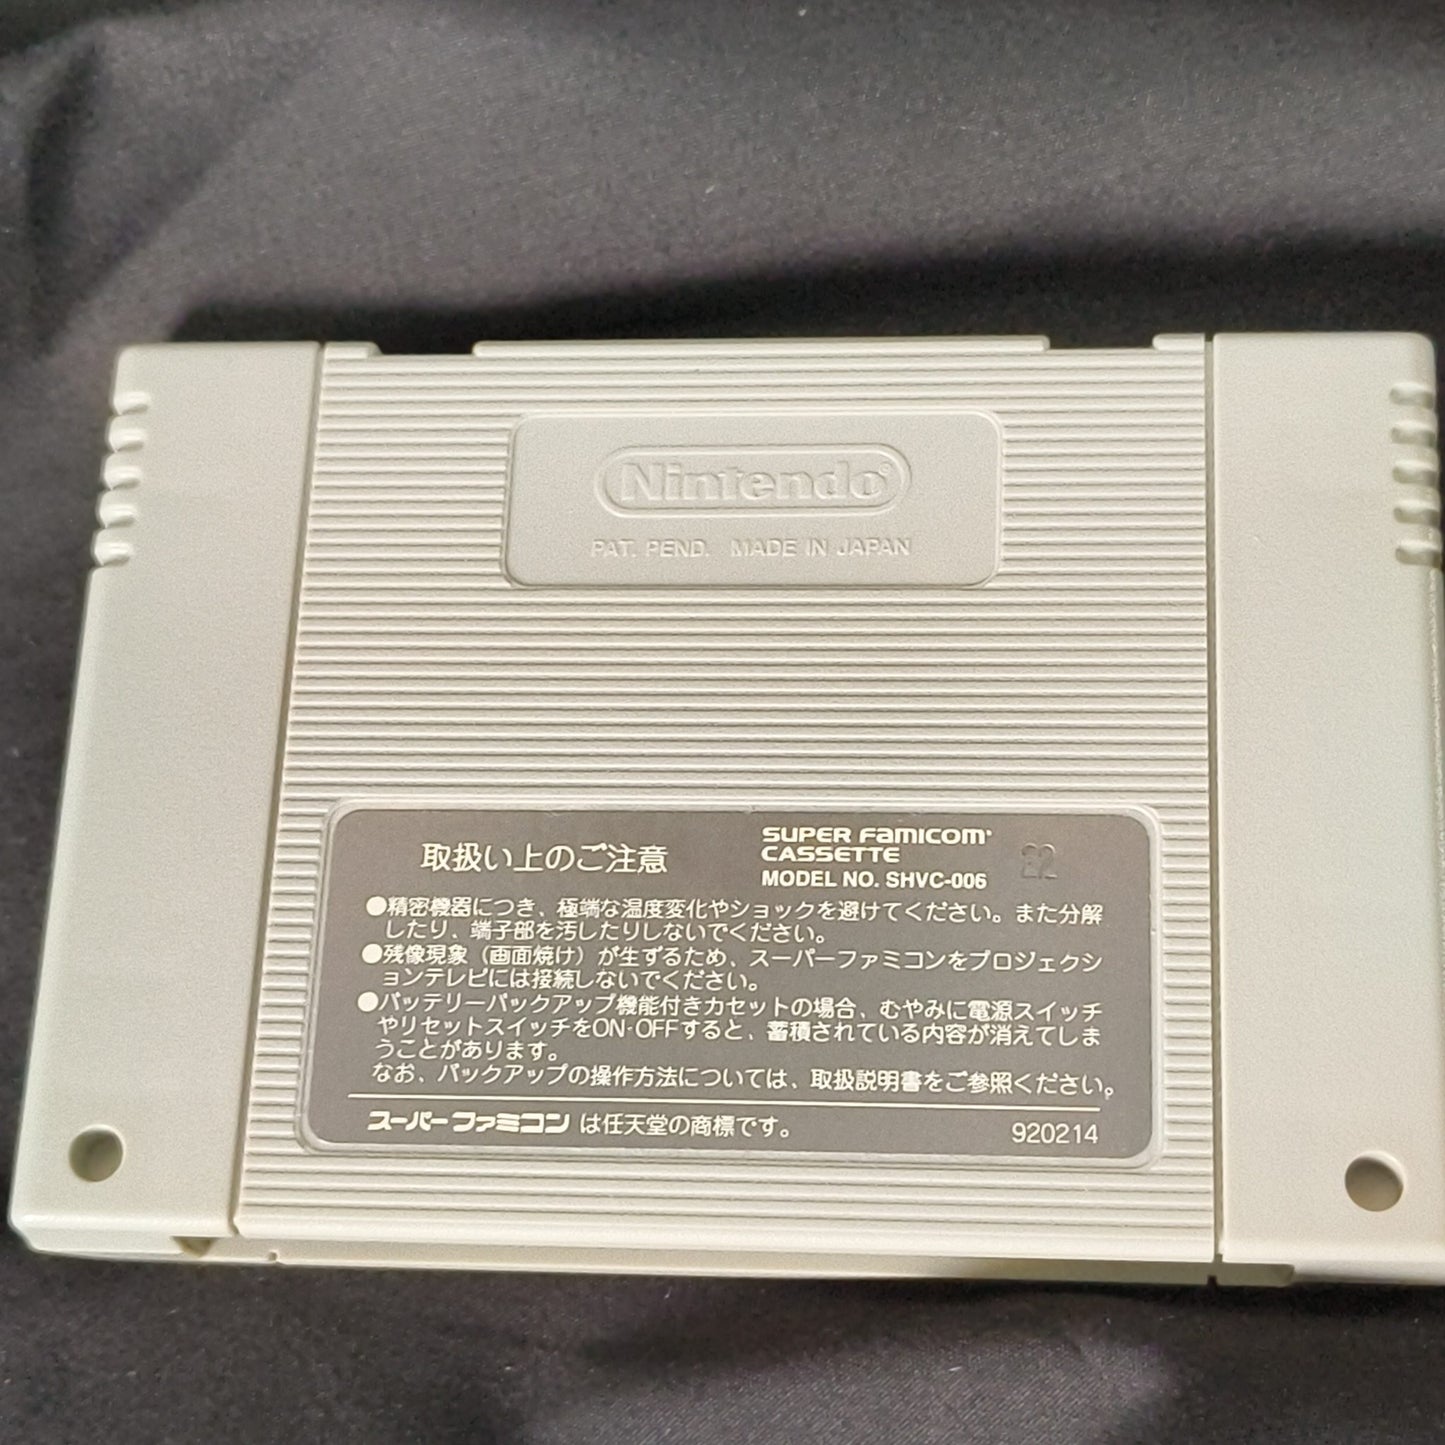 Nintendo®
PAT. PEND. MADE IN JAPAN
取扱い上のご注意
SUPER FAMICOM
CASSETTE
MODEL NO. SHVC-006
22
●精密機器につき、極端な温度変化やショックを避けてください。また分解
したり、端子部を汚したりしないでください。
●残像現象(画面焼け)が生ずるため、スーパーファミコンをプロジェクシ
ョンテレビには接続しないでください。
●バッテリーバックアップ機能付きカセットの場合、むやみに電源スイッチ
やリセットスイッチをON·OFFすると、蓄積されている内容が消えてしま
うことがあります。
なお、バックアップの操作方法については、取扱説明書をご参照ください。
スーパーファミコン は任天堂の商標です。
920214